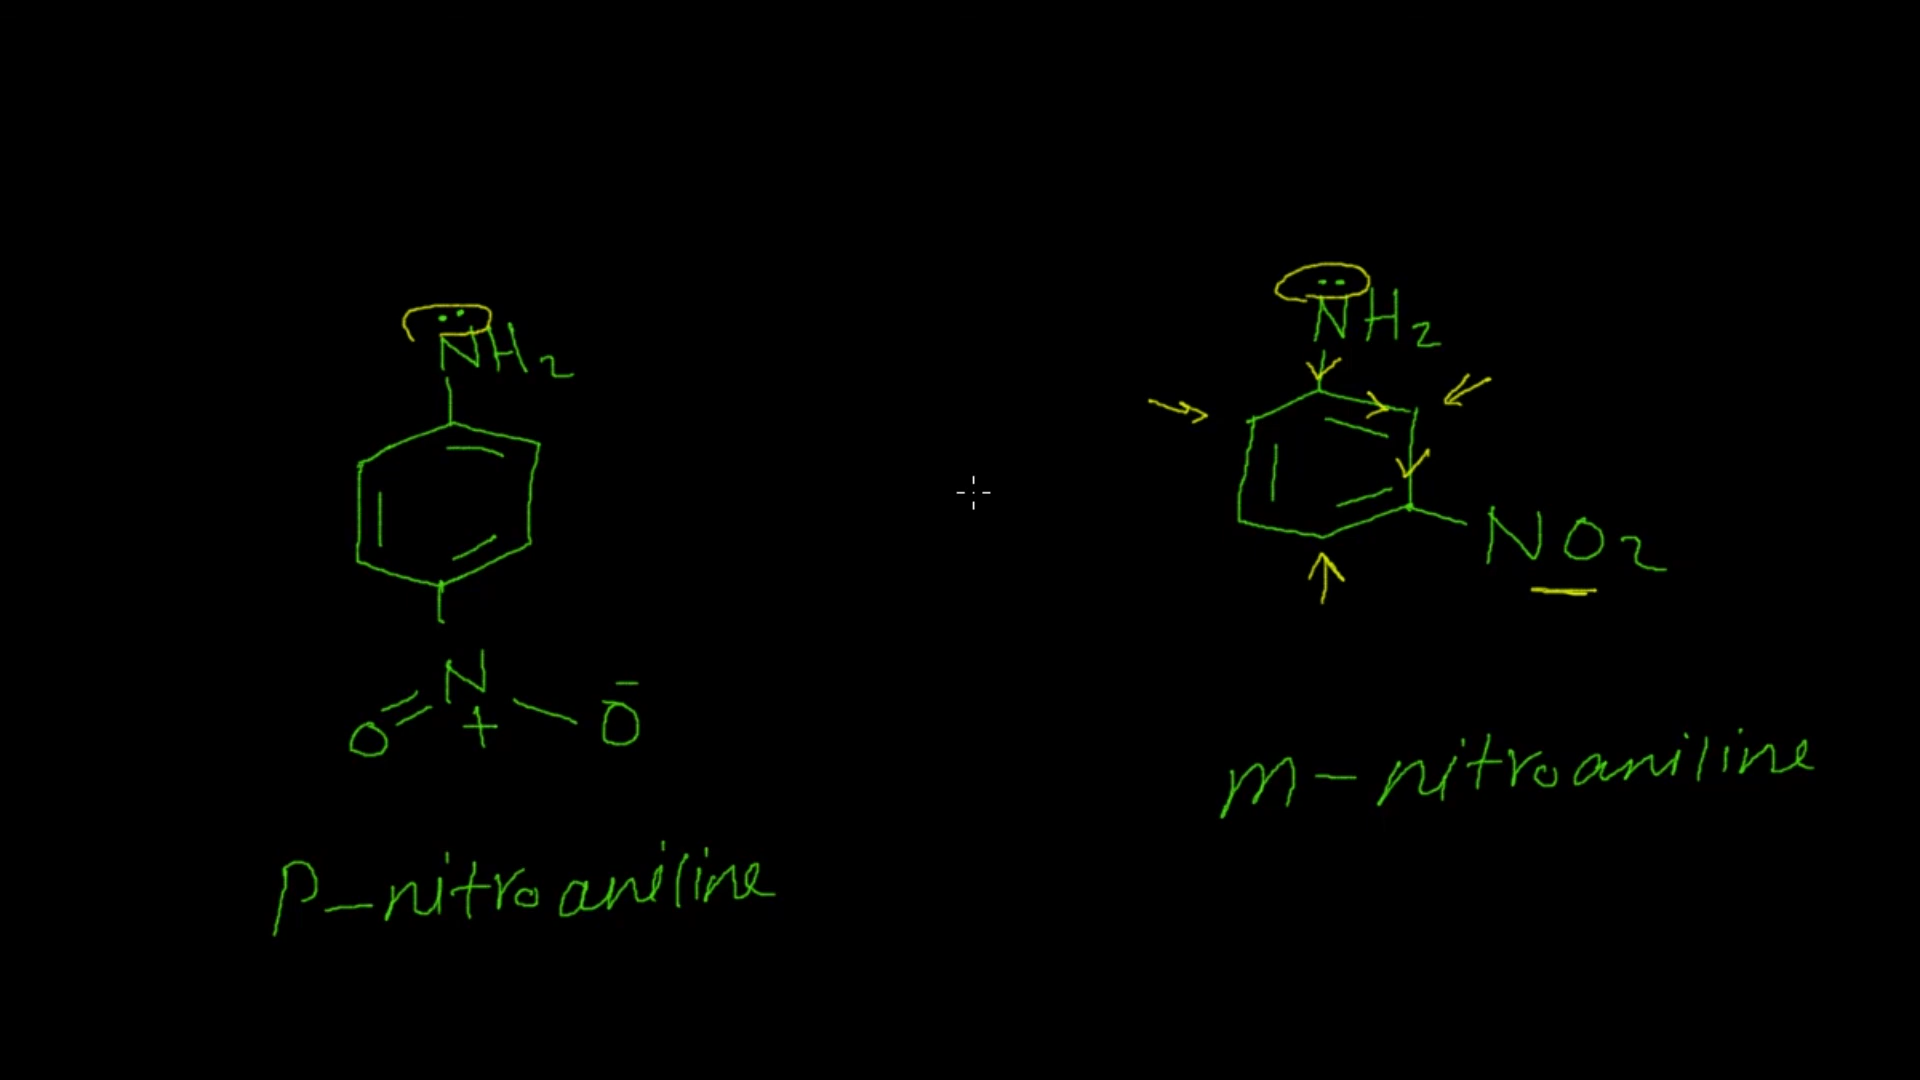 NH2
N+
O
O-
p-nitroaniline
NH2
NO2
m-nitroaniline